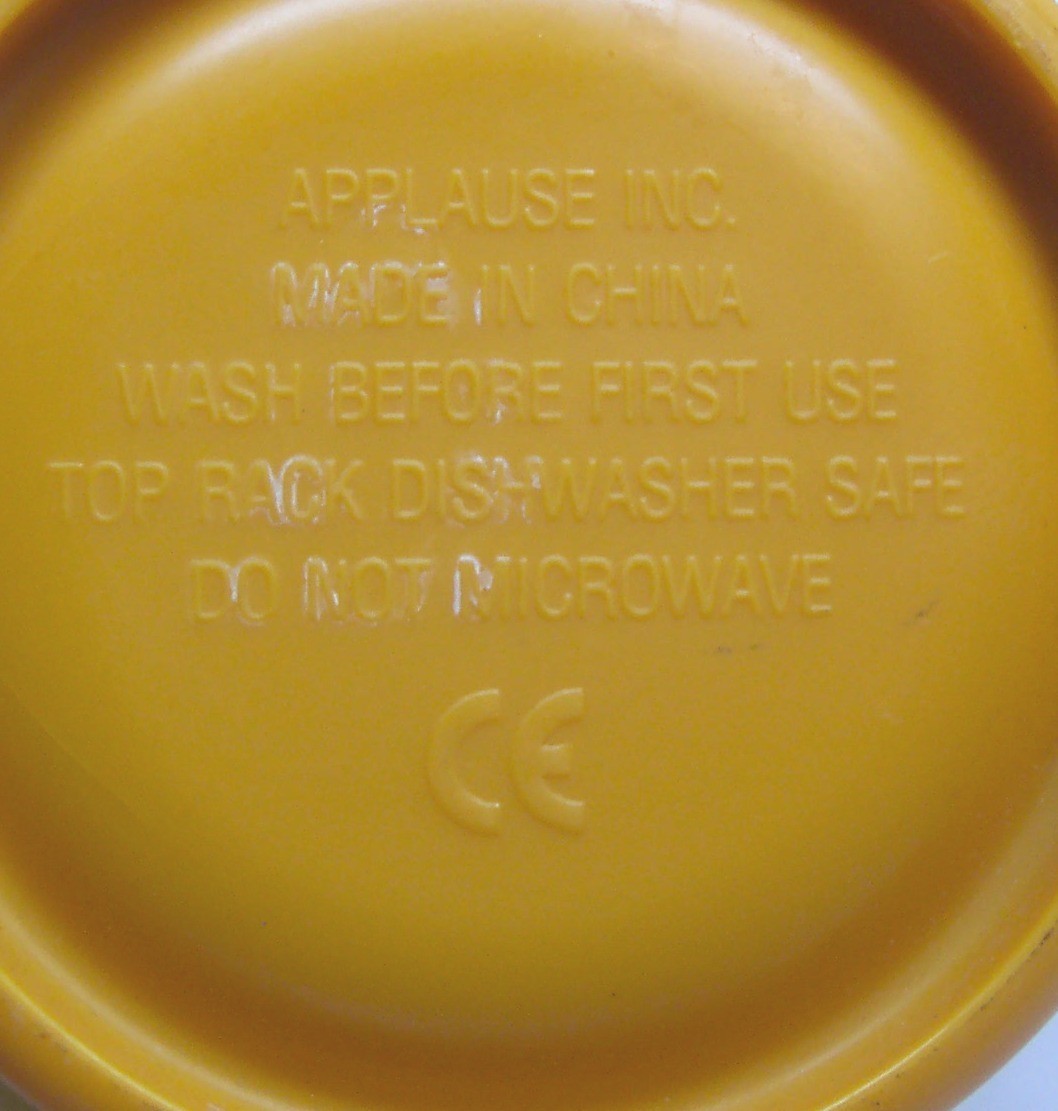 APPLAUSE INC.
MADE IN CHINA
WASH BEFORE FIRST USE
TOP RACK DISHWASHER SAFE
DO NOT MICROWAVE
CE